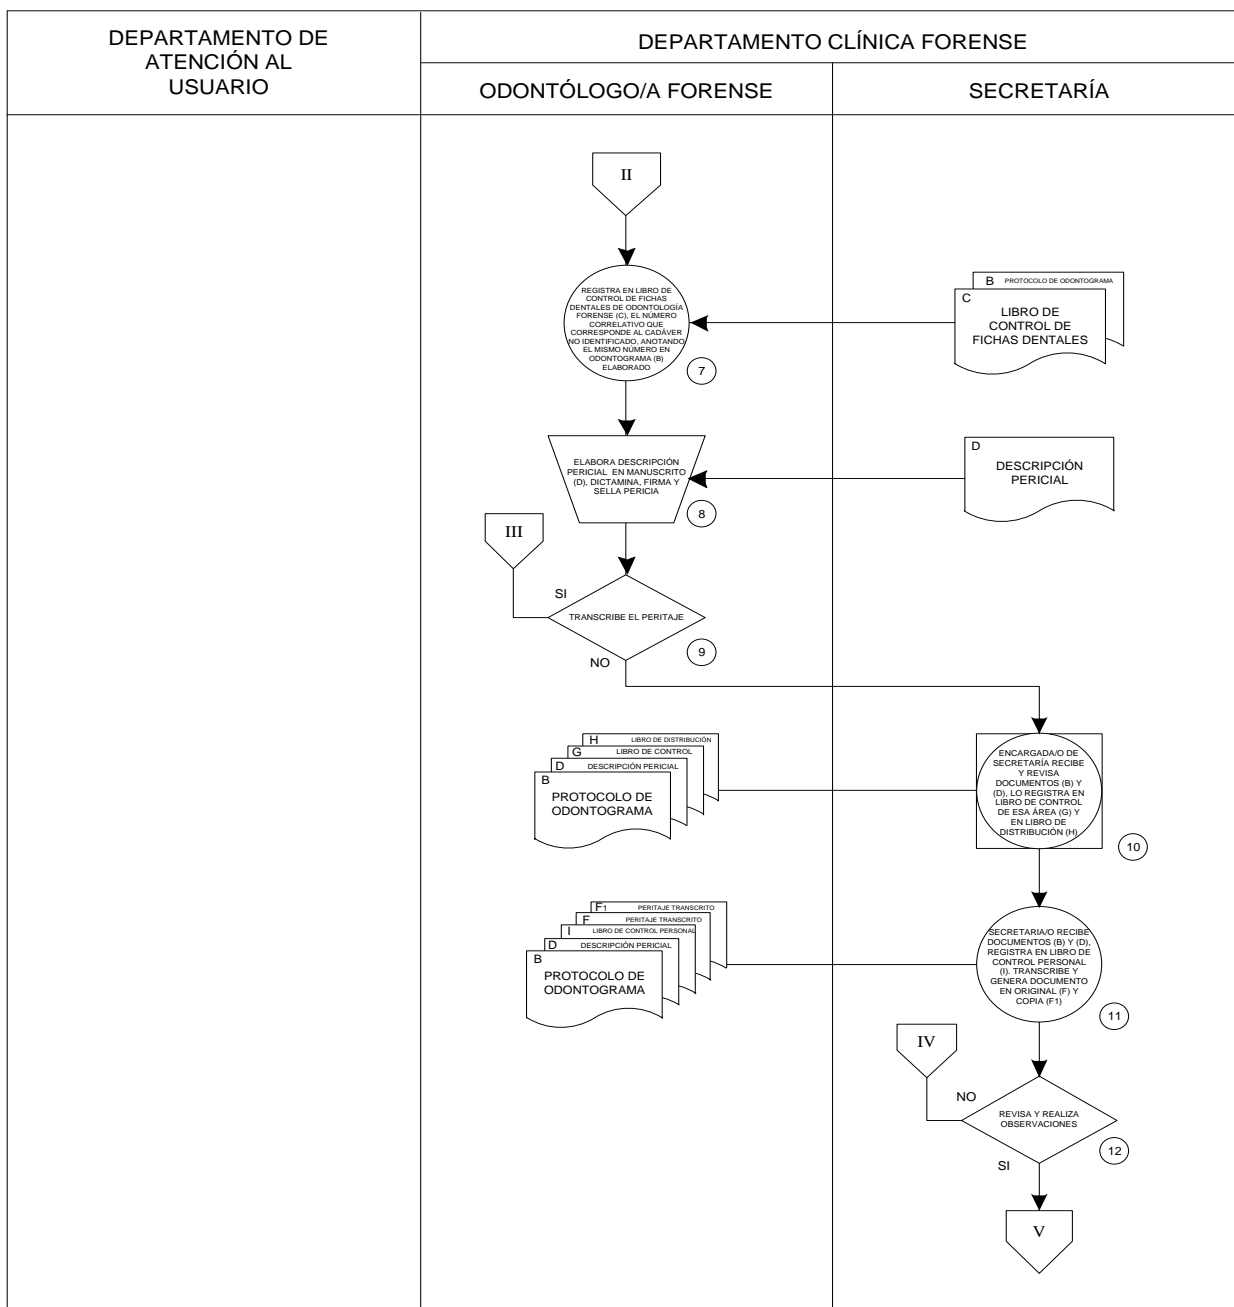 DEPARTAMENTO DE
ATENCIÓN AL
USUARIO
DEPARTAMENTO CLÍNICA FORENSE
ODONTÓLOGO/A FORENSE
SECRETARÍA
II
REGISTRA EN LIBRO DE
CONTROL DE FICHAS
DENTALES DE ODONTOLOGÍA
FORENSE (C), EL NÚMERO
CORRELATIVO QUE
CORRESPONDE AL CADÁVER
NO IDENTIFICADO, ANOTANDO
EL MISMO NÚMERO EN
ODONTOGRAMA (B)
ELABORADO
7
B PROTOCOLO DE ODONTOGRAMA
C
LIBRO DE
CONTROL DE
FICHAS DENTALES
ELABORA DESCRIPCIÓN
PERICIAL EN MANUSCRITO
(D), DICTAMINA, FIRMA Y
SELLA PERICIA
8
D
DESCRIPCIÓN
PERICIAL
III
SI
TRANSCRIBE EL PERITAJE
9
NO
H LIBRO DE DISTRIBUCIÓN
G LIBRO DE CONTROL
D DESCRIPCIÓN PERICIAL
B
PROTOCOLO DE
ODONTOGRAMA
ENCARGADA/O DE
SECRETARÍA RECIBE
Y REVISA
DOCUMENTOS (B) Y
(D), LO REGISTRA EN
LIBRO DE CONTROL
DE ESA ÁREA (G) Y
EN LIBRO DE
DISTRIBUCIÓN (H)
10
F1 PERITAJE TRANSCRITO
F PERITAJE TRANSCRITO
I LIBRO DE CONTROL PERSONAL
D DESCRIPCIÓN PERICIAL
B
PROTOCOLO DE
ODONTOGRAMA
SECRETARIA/O RECIBE
DOCUMENTOS (B) Y (D),
REGISTRA EN LIBRO DE
CONTROL PERSONAL
(I). TRANSCRIBE Y
GENERA DOCUMENTO
EN ORIGINAL (F) Y
COPIA (F1)
11
IV
NO
REVISA Y REALIZA
OBSERVACIONES
12
SI
V